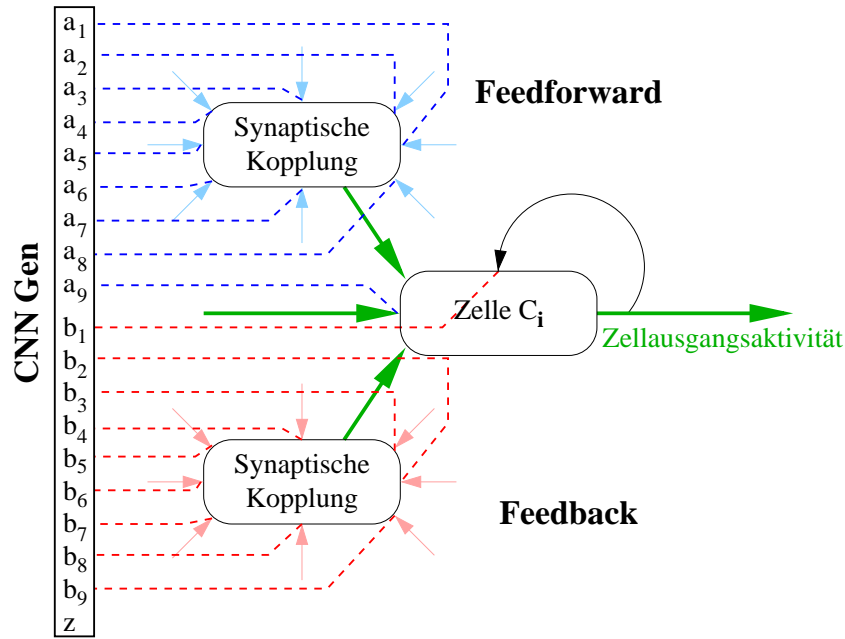 CNN Gen
a1
a2
a3
a4
a5
a6
a7
a8
a9
b1
b2
b3
b4
b5
b6
b7
b8
b9
z
Synaptische
Kopplung
Feedforward
Zelle Ci
Zellausgangsaktivität
Synaptische
Kopplung
Feedback